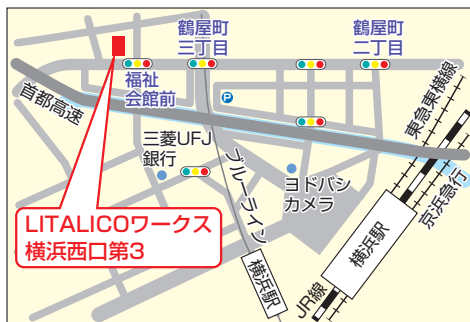 鶴屋町
三丁目
鶴屋町
二丁目
福祉
会館前
首都高速
P
三菱UFJ
銀行
ブルーライン
ヨドバシ
カメラ
東急東横線
京浜急行
LITALICOワークス
横浜西口第3
横浜駅
横浜駅
JR線